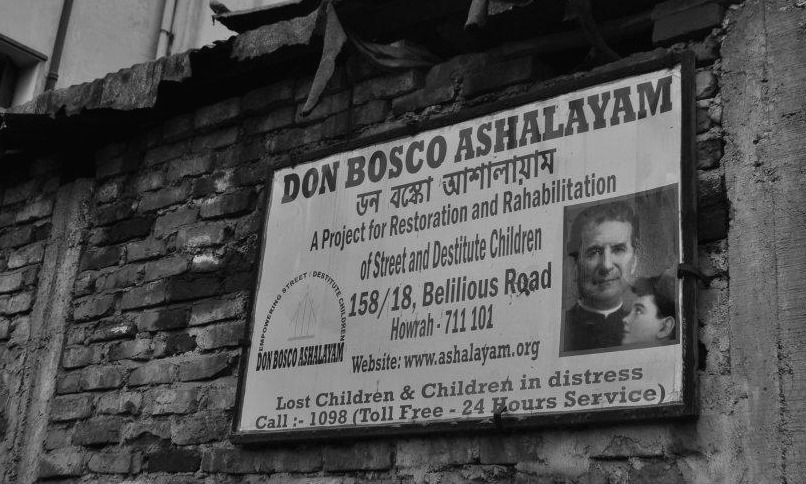 DON BOSCO ASHALAYAM
ডন বস্কো আশালায়াম
A Project for Restoration and Rahabilitation
of Street and Destitute Children
158/18, Belilious Road
Howrah - 711 101
Website: www.ashalayam.org
EMPOWERING STREET / DESTITUTE CHILDREN
DON BOSCO ASHALAYAM
Lost Children & Children in distress
Call :- 1098 (Toll Free - 24 Hours Service)